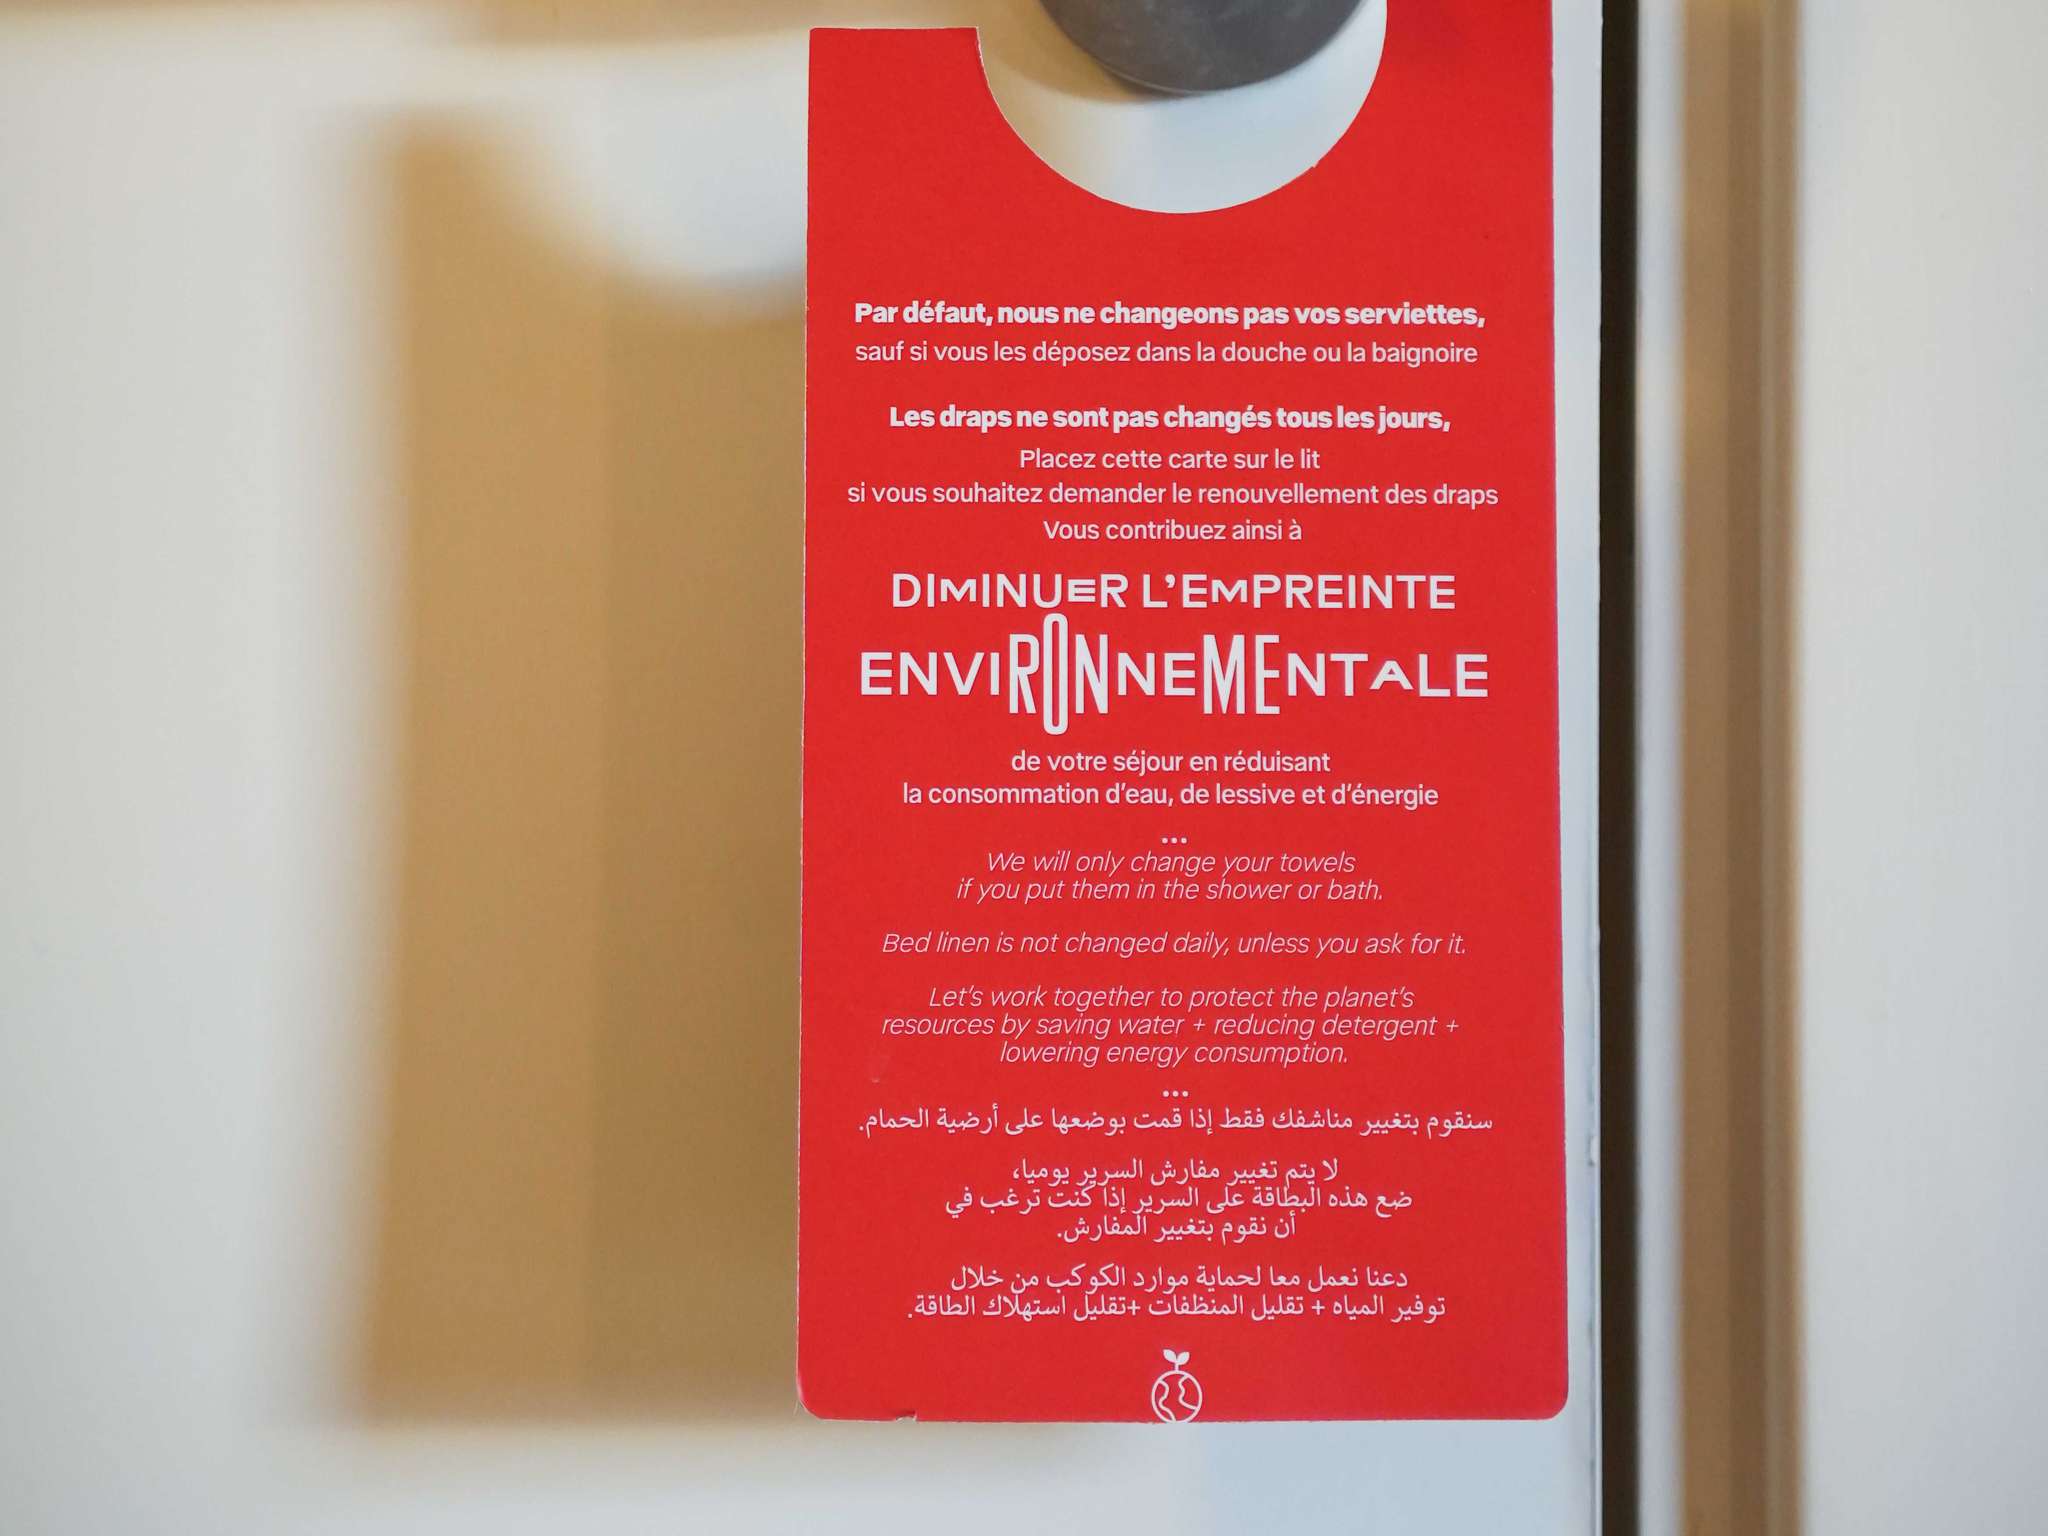 Par défaut, nous ne changeons pas vos serviettes,
sauf si vous les déposez dans la douche ou la baignoire
Les draps ne sont pas changés tous les jours,
Placez cette carte sur le lit
si vous souhaitez demander le renouvellement des draps
Vous contribuez ainsi à
DIMINUER L'EMPREINTE
ENVIRONNEMENTALE
de votre séjour en réduisant
la consommation d'eau, de lessive et d'énergie
...
We will only change your towels
if you put them in the shower or bath.
Bed linen is not changed daily, unless you ask for it.
Let's work together to protect the planet's
resources by saving water + reducing detergent +
lowering energy consumption.
...
سنقوم بتغيير مناشفك فقط إذا قمت بوضعها على أرضية الحمام.
لا يتم تغيير مفارش السرير يوميا،
ضع هذه البطاقة على السرير إذا كنت ترغب في
أن نقوم بتغيير المفارش.
دعنا نعمل معا لحماية موارد الكوكب من خلال
توفير المياه + تقليل المنظفات +تقليل استهلاك الطاقة.